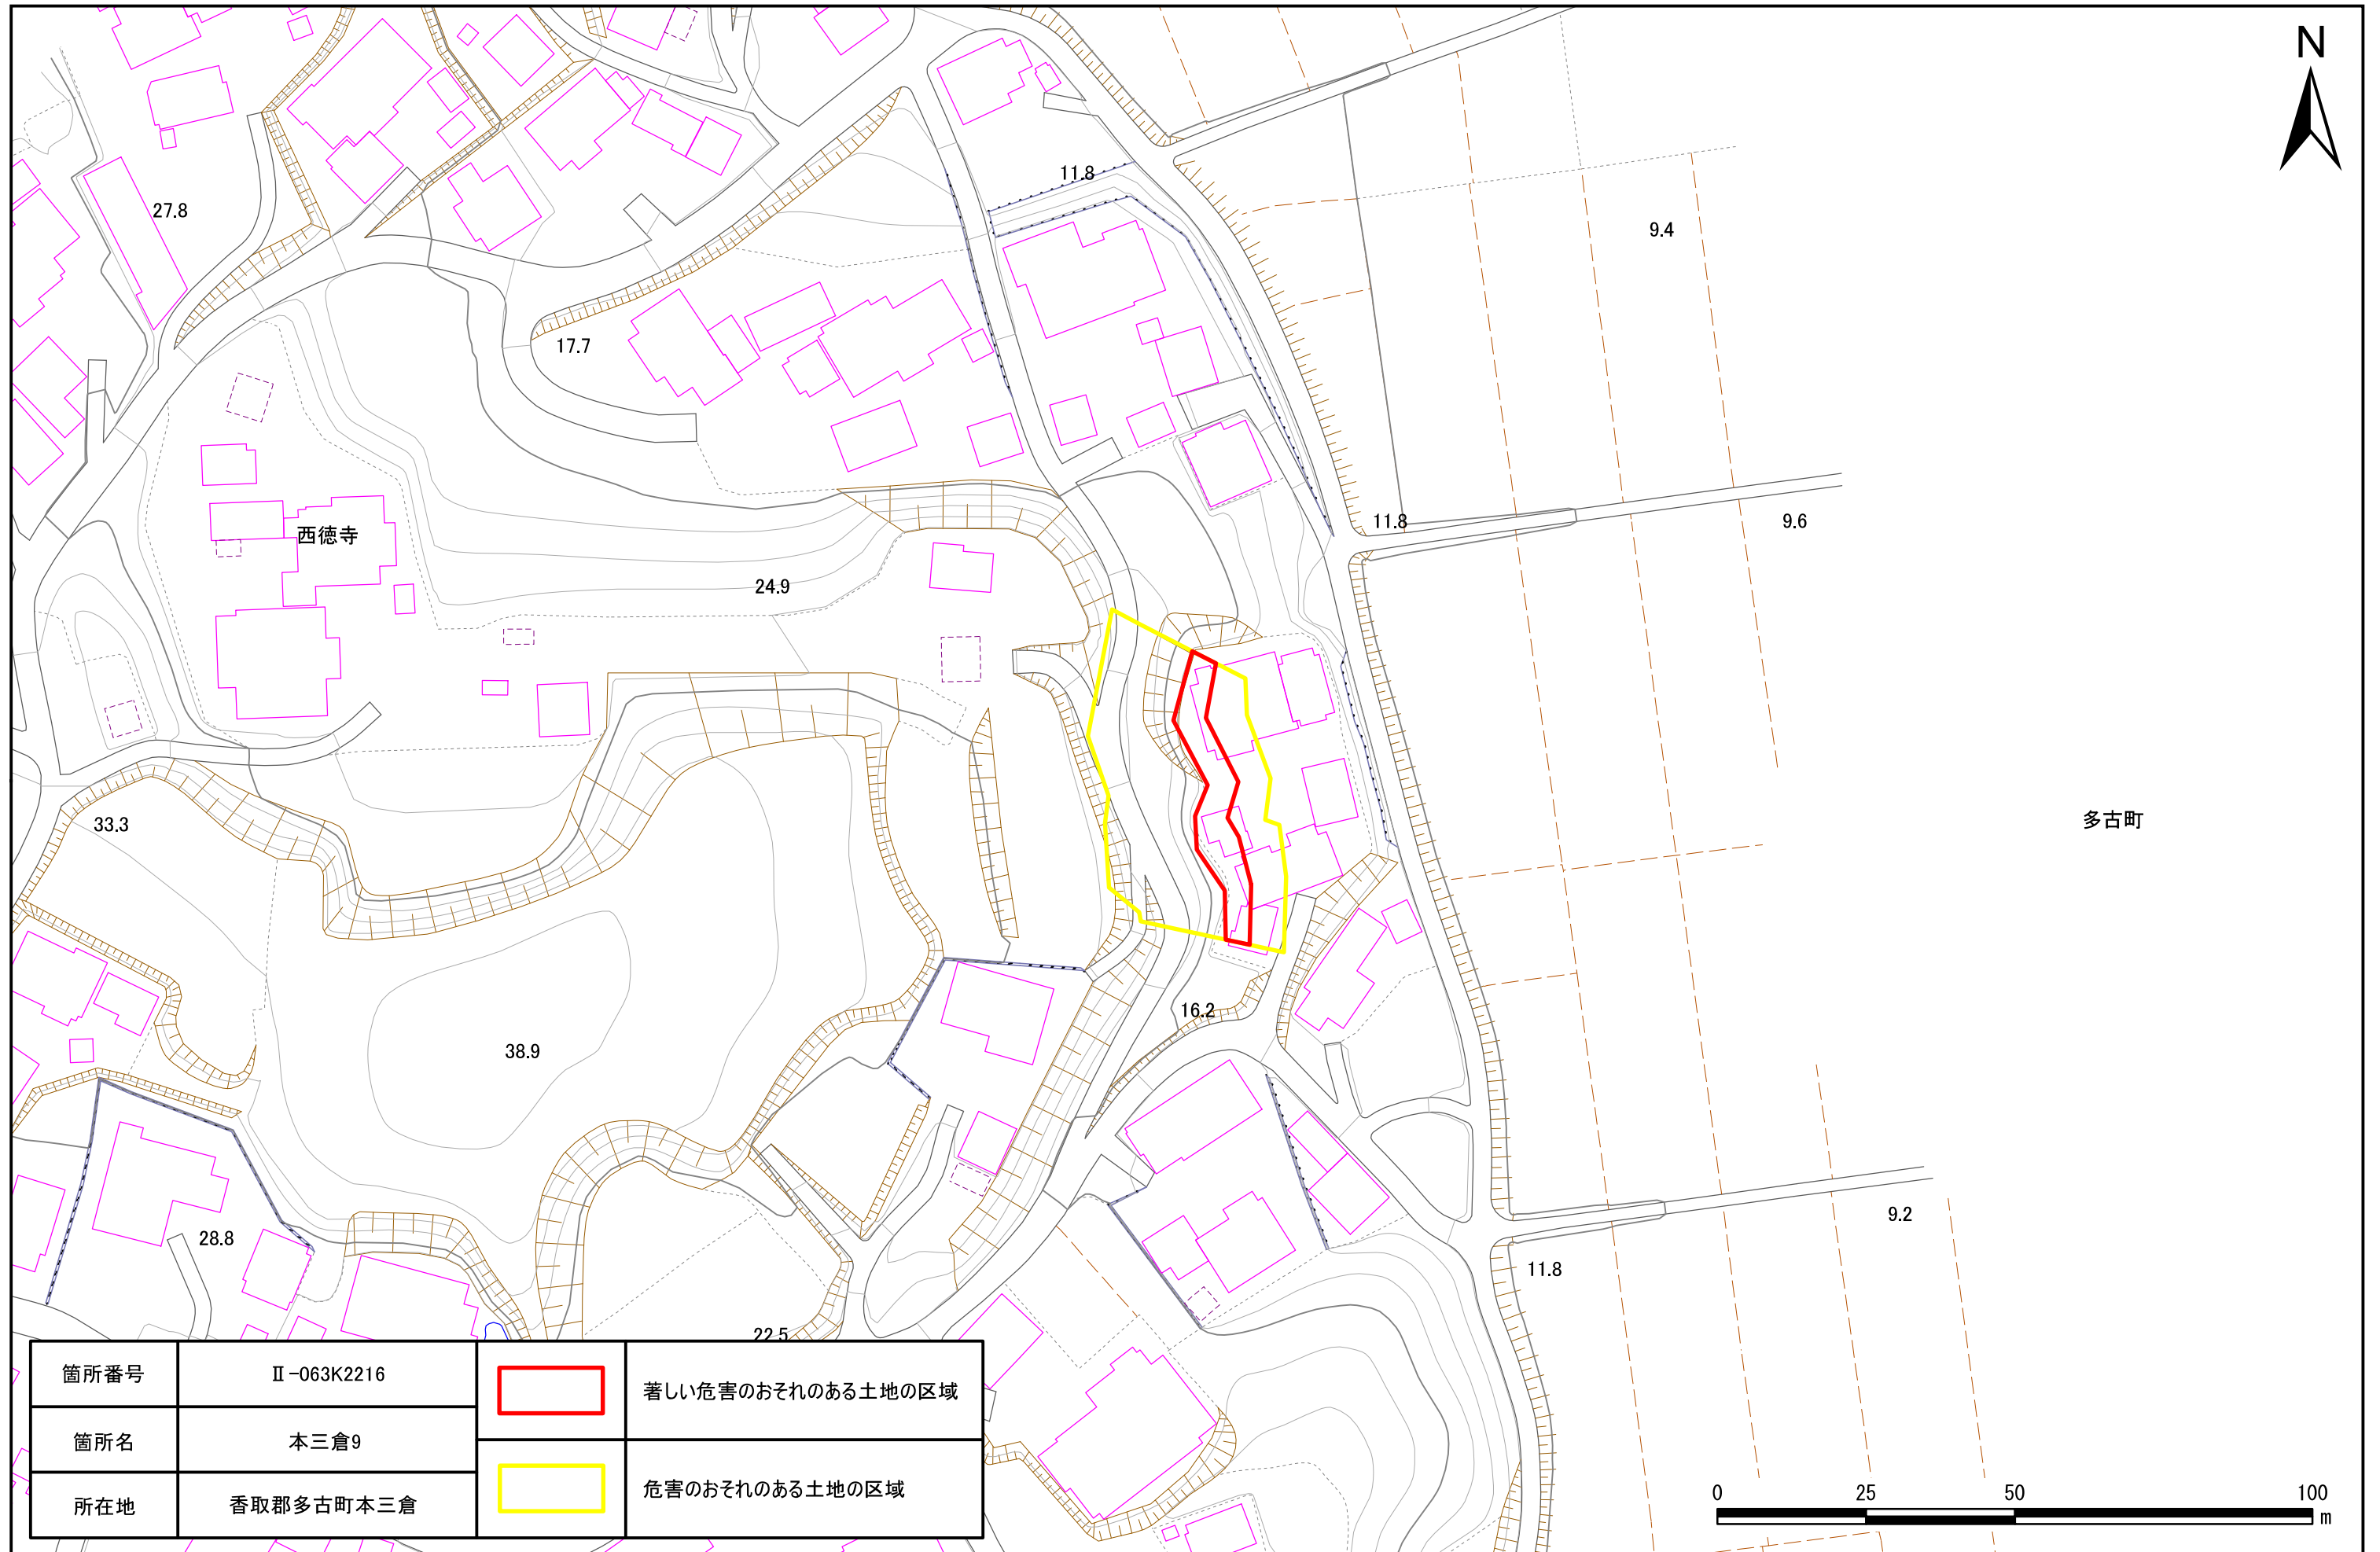 N
11.8
27.8
9.4
17.7
11.8
9.6
西徳寺
24.9
多古町
33.3
16.2
38.9
9.2
28.8
11.8
22.5
箇所番号
Ⅱ-063K2216
箇所名
本三倉9
所在地
香取郡多古町本三倉
著しい危害のおそれのある土地の区域
危害のおそれのある土地の区域
0 25 50 100
m